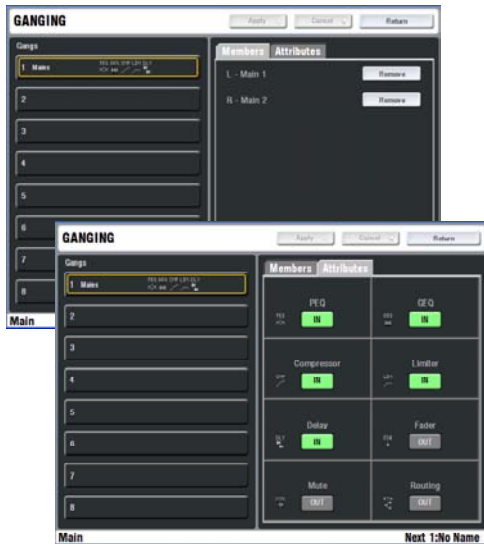 GANGING
Apply
Cancel
Return
Gangs
Members Attributes
1 Mains
L - Main 1
Remove
R - Main 2
Remove
2
3
4
5
6
7
8
Main
GANGING
Apply
Cancel
Return
Gangs
Members Attributes
1 Mains
2
3
4
5
6
7
8
PEQ
IN
GEQ
IN
Compressor
IN
Limiter
IN
Delay
IN
Fader
OUT
Mute
OUT
Routing
OUT
Main
Next 1:No Name